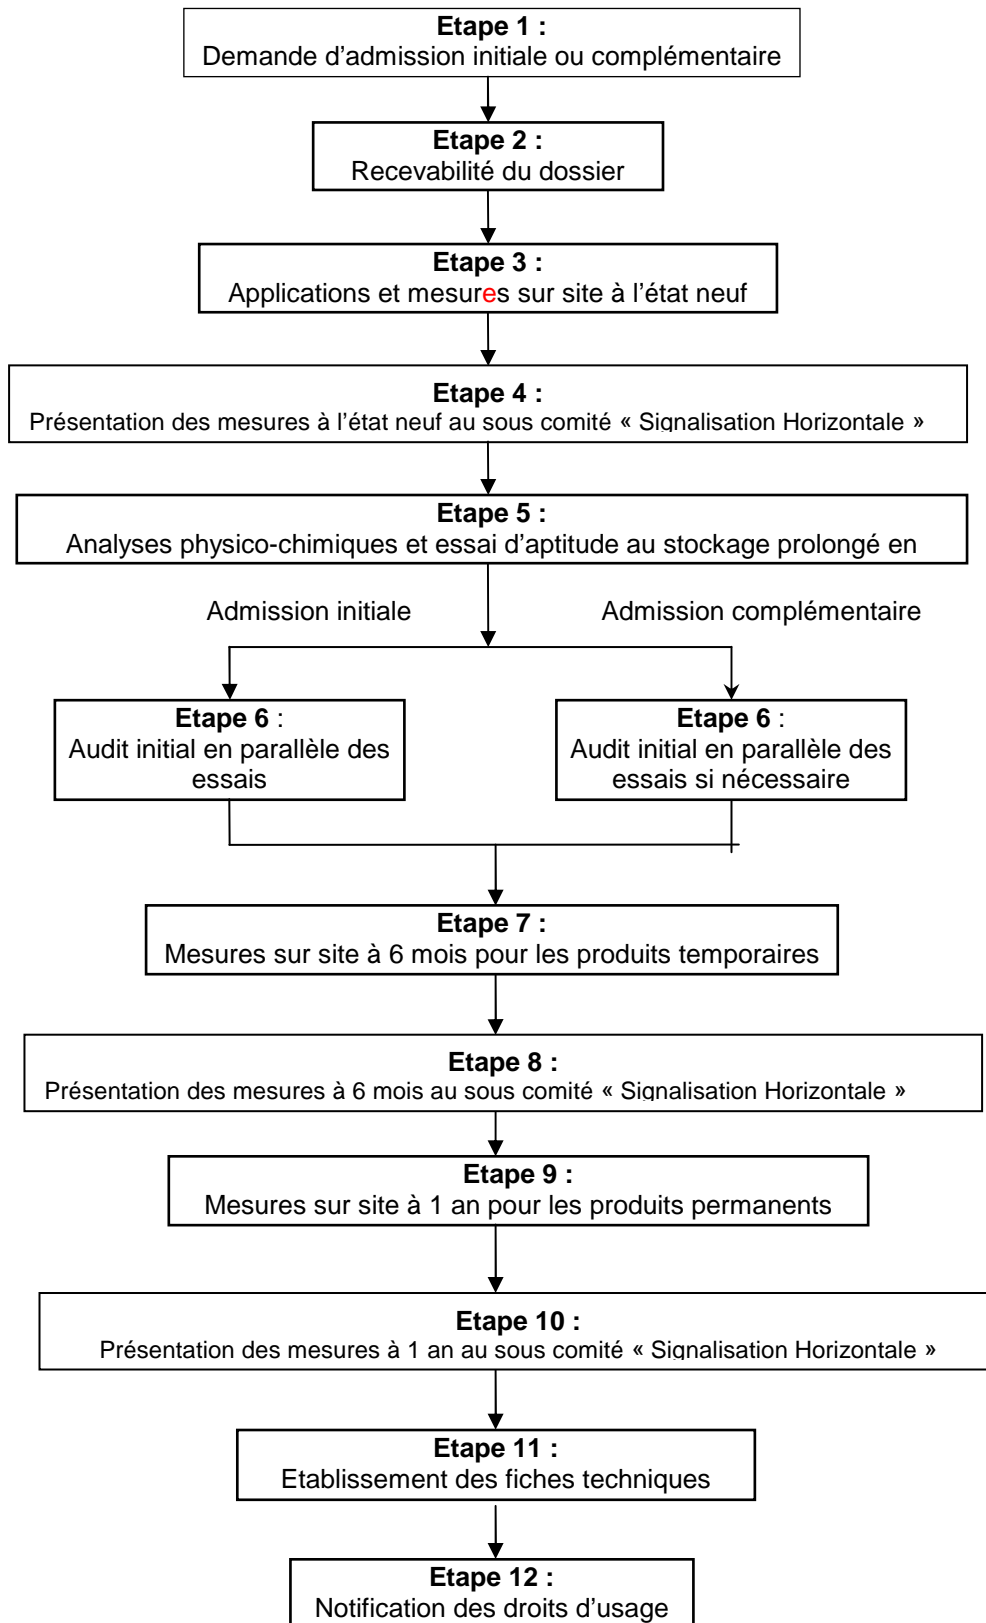 Etape 1 :
Demande d’admission initiale ou complémentaire
Etape 2 :
Recevabilité du dossier
Etape 3 :
Applications et mesures sur site à l’état neuf
Etape 4 :
Présentation des mesures à l’état neuf au sous comité « Signalisation Horizontale »
Etape 5 :
Analyses physico-chimiques et essai d’aptitude au stockage prolongé en
Admission initiale
Admission complémentaire
Etape 6 :
Audit initial en parallèle des
essais
Etape 6 :
Audit initial en parallèle des
essais si nécessaire
Etape 7 :
Mesures sur site à 6 mois pour les produits temporaires
Etape 8 :
Présentation des mesures à 6 mois au sous comité « Signalisation Horizontale »
Etape 9 :
Mesures sur site à 1 an pour les produits permanents
Etape 10 :
Présentation des mesures à 1 an au sous comité « Signalisation Horizontale »
Etape 11 :
Etablissement des fiches techniques
Etape 12 :
Notification des droits d’usage